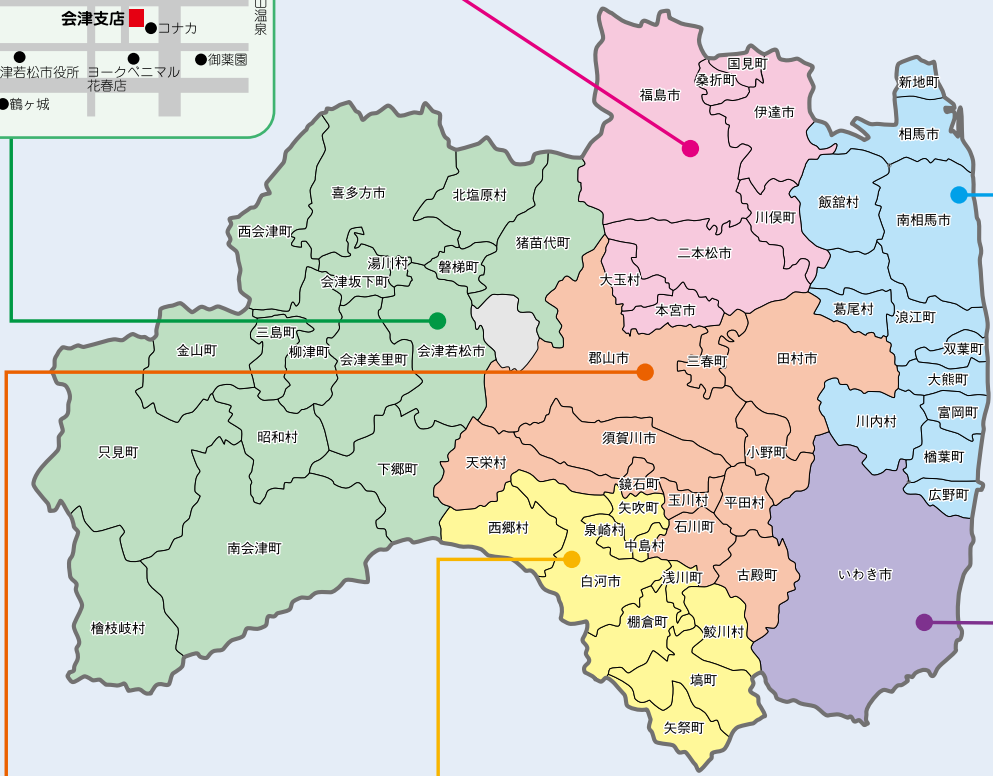 会津支店
コナカ
津若松市役所
ヨークベニマル
花春店
御薬園
鶴ヶ城
温泉
国見町
桑折町
福島市
伊達市
新地町
相馬市
喜多方市
北塩原村
飯舘村
南相馬市
川俣町
西会津町
猪苗代町
二本松市
湯川村
磐梯町
会津坂下町
大玉村
本宮市
葛尾村
浪江町
三島町
金山町
柳津町
会津美里町
会津若松市
郡山市
三春町
田村市
双葉町
大熊町
富岡町
川内村
只見町
昭和村
須賀川市
小野町
楢葉町
下郷町
天栄村
鏡石町
広野町
玉川村
平田村
矢吹町
西郷村
泉崎村
石川町
中島村
南会津町
白河市
浅川町
古殿町
いわき市
檜枝岐村
棚倉町
鮫川村
塙町
矢祭町